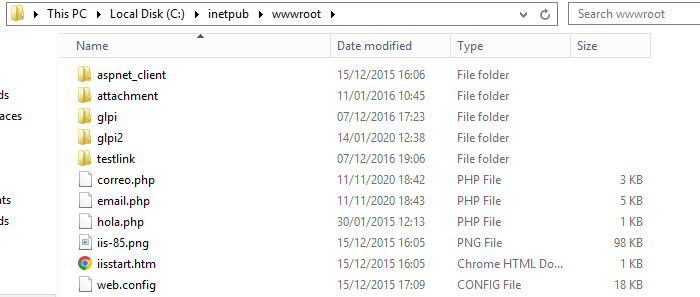 This PC Local Disk (C:) inetpub wwwroot Search wwwroot
Name Date modified Type Size
aspnet_client 15/12/2015 16:06 File folder
ds attachment 11/01/2016 10:45 File folder
aces glpi 07/12/2016 17:23 File folder
glpi2 14/01/2020 12:38 File folder
testlink 07/12/2016 19:06 File folder
correo.php 11/11/2020 18:42 PHP File 3 KB
nts email.php 11/11/2020 18:43 PHP File 5 KB
ds hola.php 30/01/2015 12:13 PHP File 1 KB
iis-85.png 15/12/2015 16:05 PNG File 98 KB
iisstart.htm 15/12/2015 16:05 Chrome HTML Do... 1 KB
web.config 15/12/2015 17:09 CONFIG File 18 KB